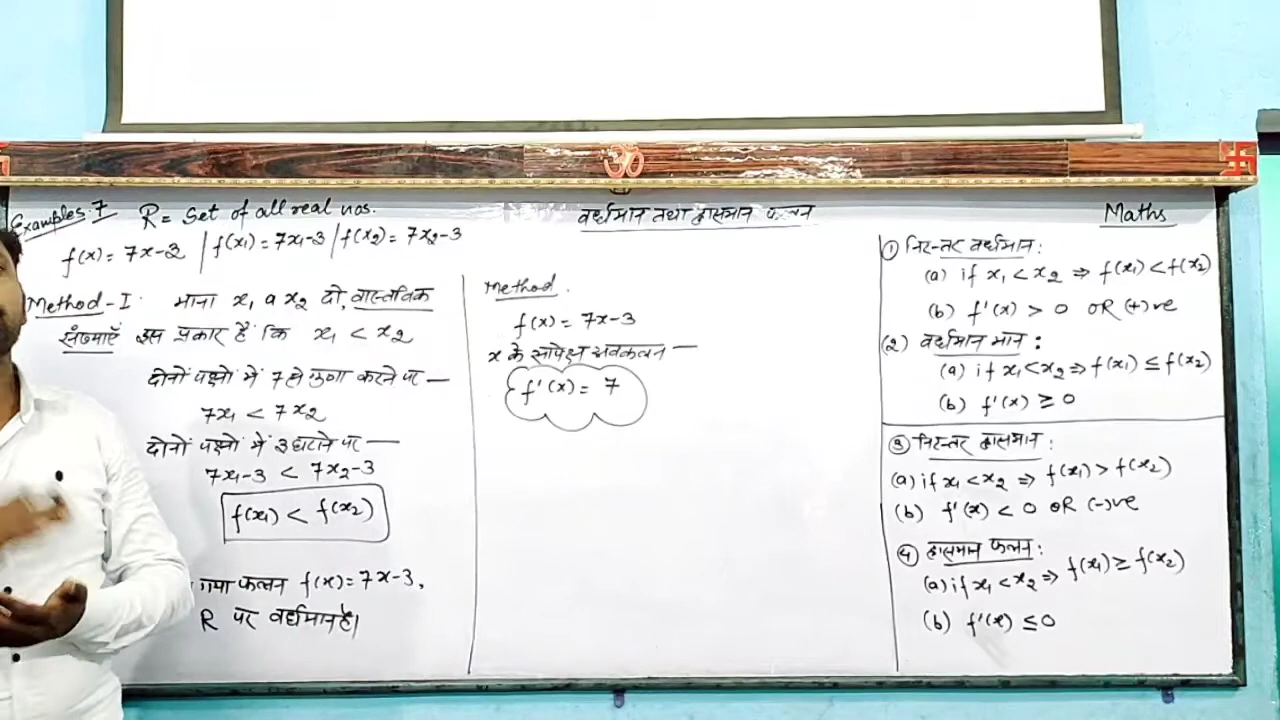 Examples 7 R = Set of all real nos.
f(x) = 7x-3 | f(x₁) = 7x₁-3 | f(x₂) = 7x₂-3
Method-I. माना x₁ a x₂ दो, वास्तविक
संख्याएँ इस प्रकार है कि x₁ < x₂
दोनों पक्षों में 7 से गुणा करने पर —
7x₁ < 7x₂
दोनों पक्षों में 3 घटाने पर —
7x₁-3 < 7x₂-3
f(x₁) < f(x₂)
गया फलन f(x) = 7x-3,
R पर वर्धमान है।
वर्धमान तथा ह्रासमान फलन
Method.
f(x) = 7x-3
x के सापेक्ष अवकलन —
f'(x) = 7
Maths
① निरन्तर वर्धमान:
(a) if x₁ < x₂ ⇒ f(x₁) < f(x₂)
(b) f'(x) > 0 OR (+)ve
(2) वर्धमान मान :
(a) if x₁ < x₂ ⇒ f(x₁) ≤ f(x₂)
(b) f'(x) ≥ 0
③ निरन्तर ह्रासमान:
(a) if x₁ < x₂ ⇒ f(x₁) > f(x₂)
(b) f'(x) < 0 OR (-)ve
④ ह्रासमान फलन:
(a) if x₁ < x₂ ⇒ f(x₁) ≥ f(x₂)
(b) f'(x) ≤ 0